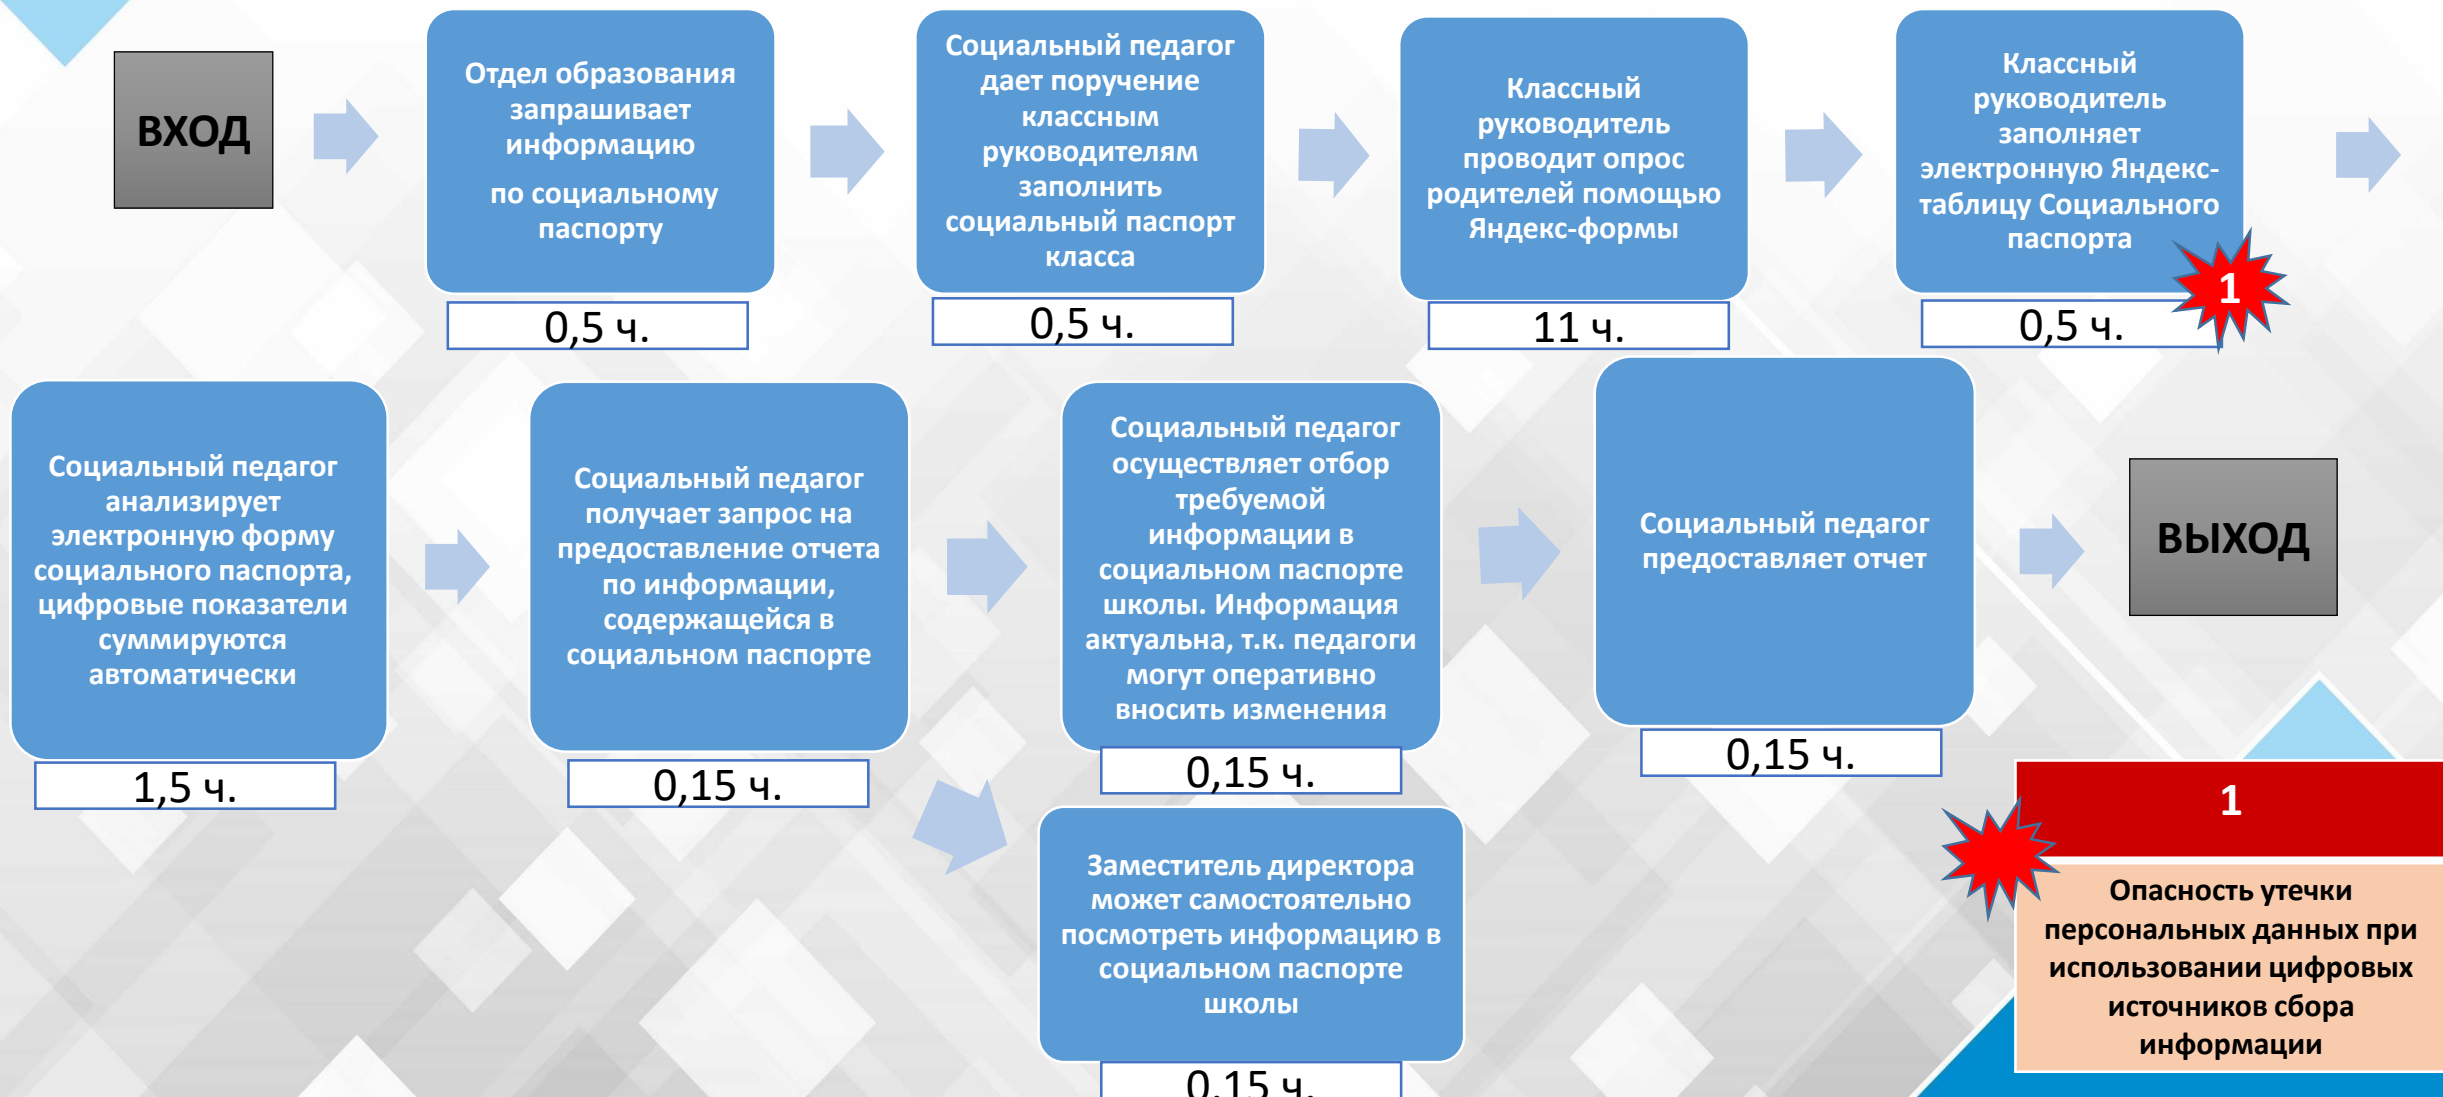 ВХОД
Отдел образования
запрашивает
информацию
по социальному
паспорту
0,5 ч.
Социальный педагог
дает поручение
классным
руководителям
заполнить
социальный паспорт
класса
0,5 ч.
Классный
руководитель
проводит опрос
родителей помощью
Яндекс-формы
11 ч.
Классный
руководитель
заполняет
электронную Яндекс-
таблицу Социального
паспорта
1
0,5 ч.
Социальный педагог
анализирует
электронную форму
социального паспорта,
цифровые показатели
суммируются
автоматически
1,5 ч.
Социальный педагог
получает запрос на
предоставление отчета
по информации,
содержащейся в
социальном паспорте
0,15 ч.
Социальный педагог
осуществляет отбор
требуемой
информации в
социальном паспорте
школы. Информация
актуальна, т.к. педагоги
могут оперативно
вносить изменения
0,15 ч.
Заместитель директора
может самостоятельно
посмотреть информацию в
социальном паспорте
школы
0,15 ч.
Социальный педагог
предоставляет отчет
0,15 ч.
ВЫХОД
1
Опасность утечки
персональных данных при
использовании цифровых
источников сбора
информации